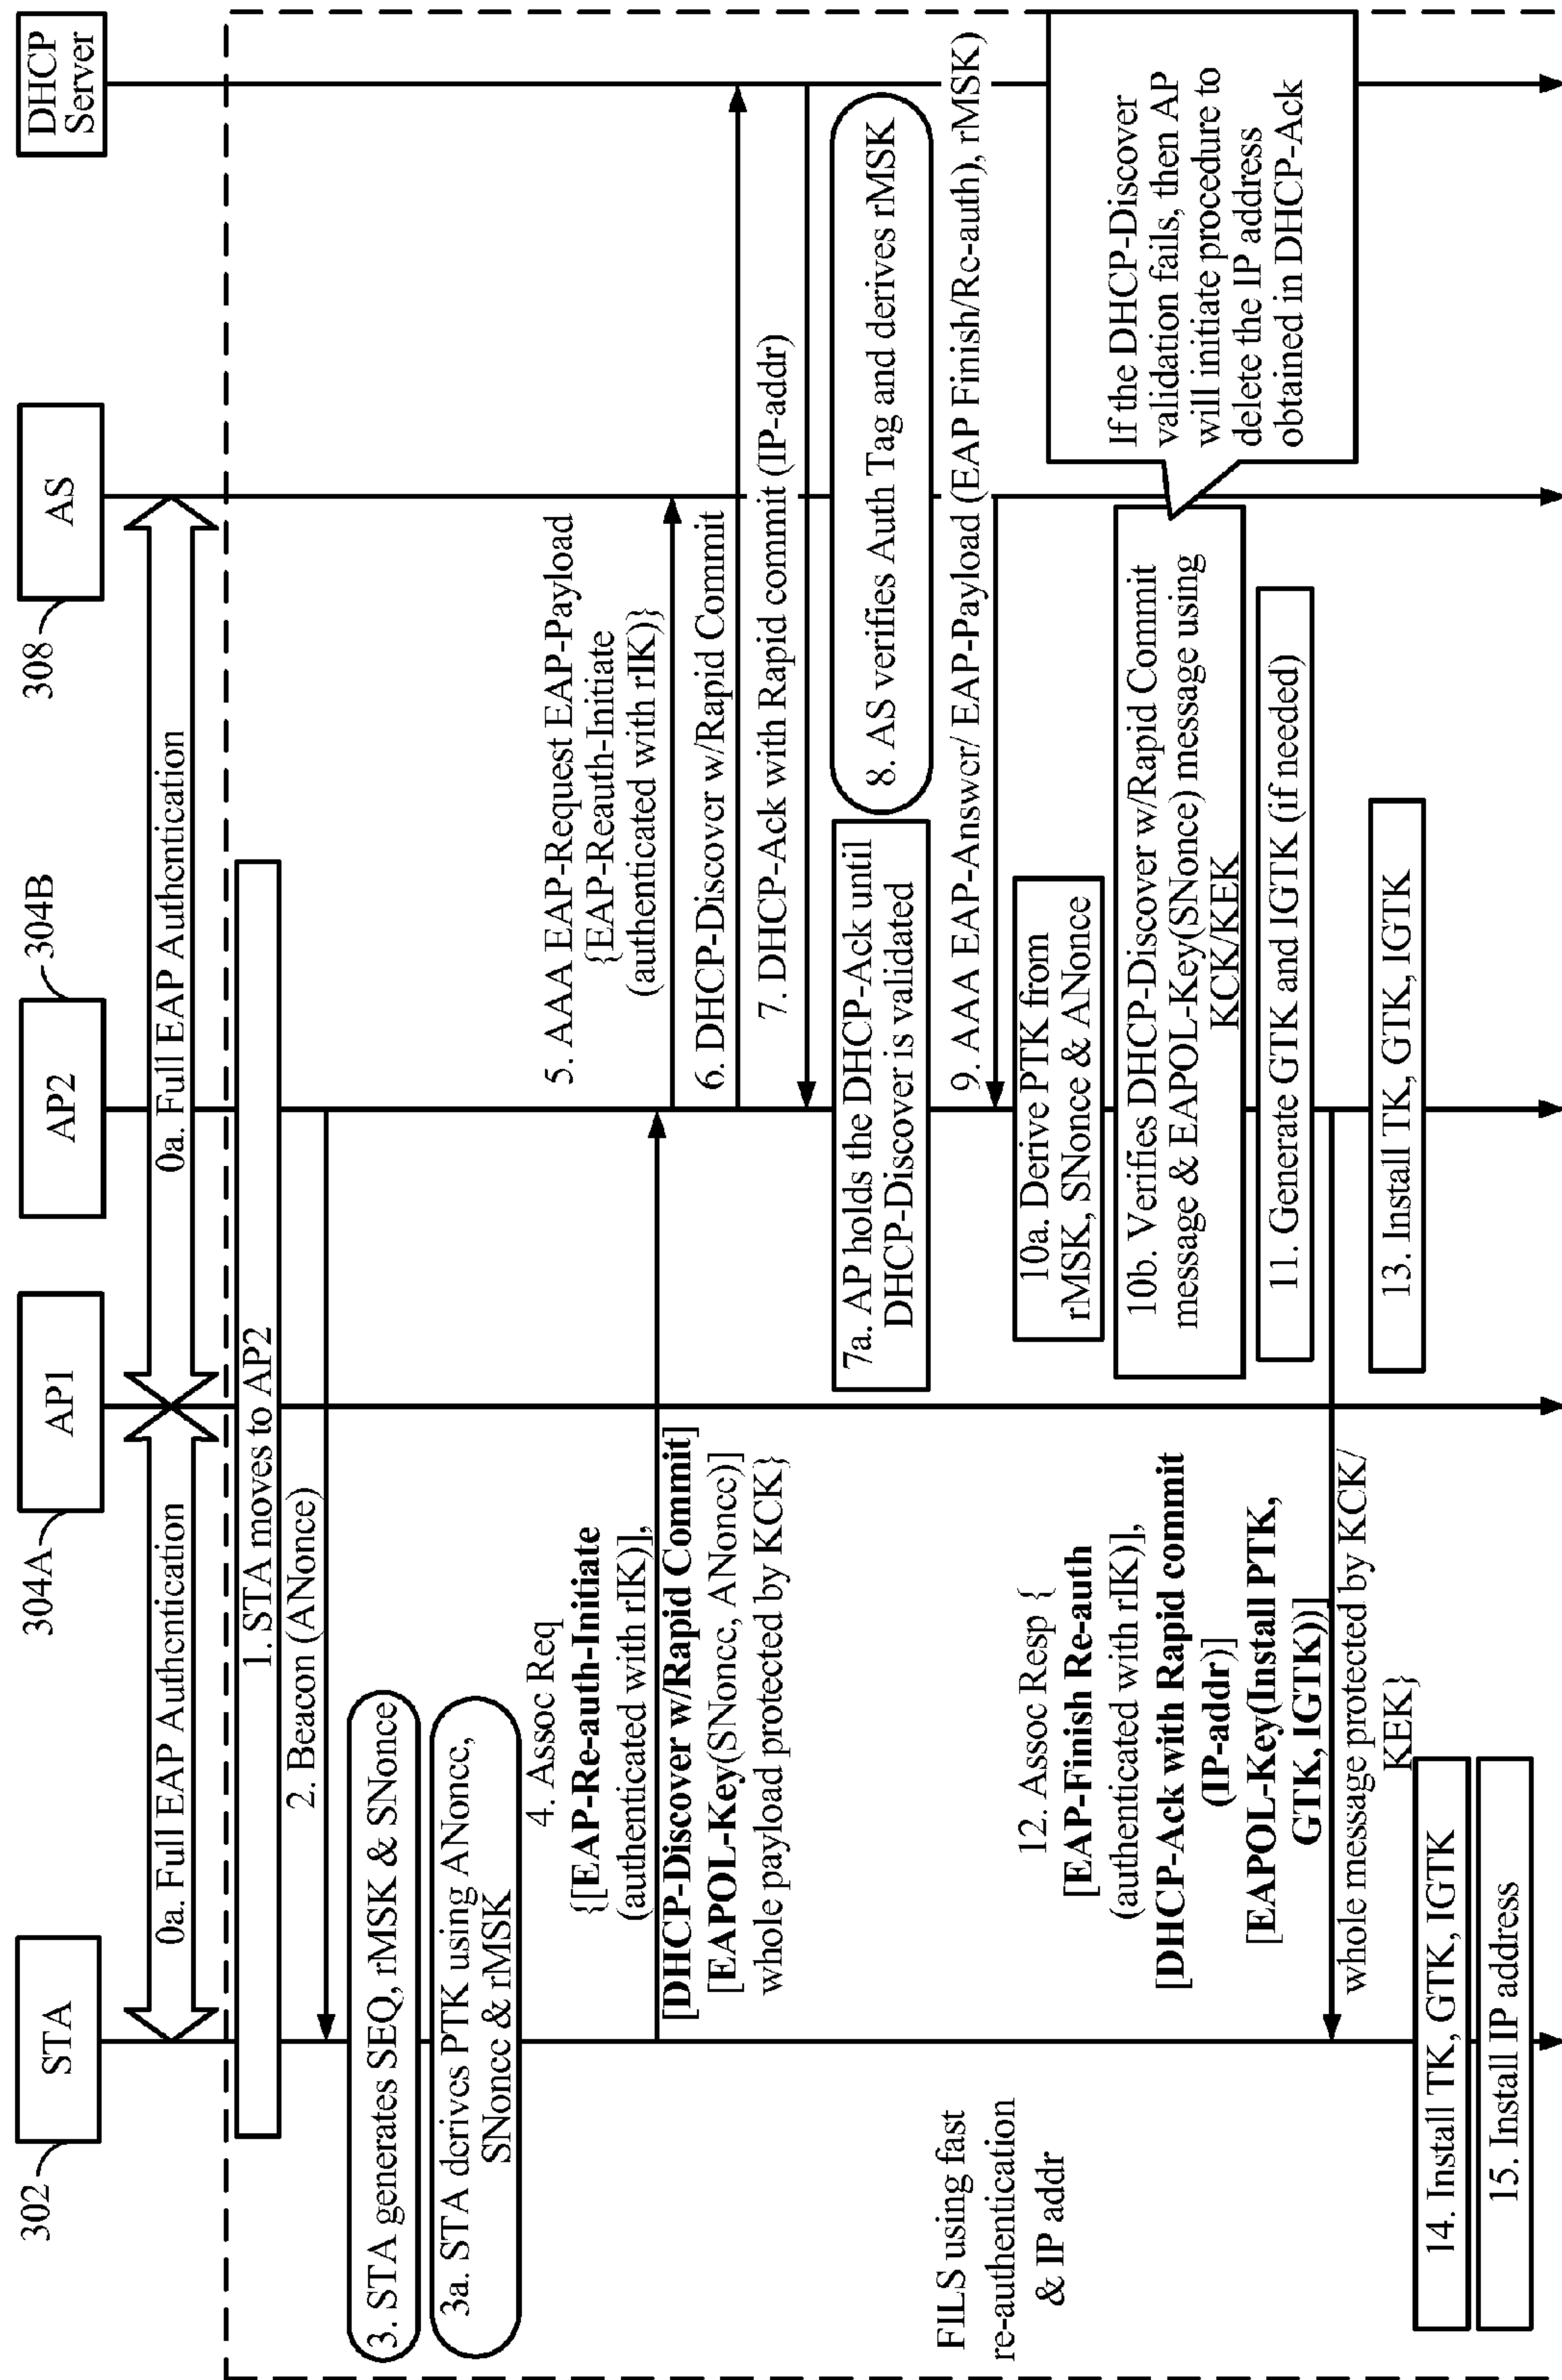 302
STA
304A
AP1
AP2
304B
308
AS
DHCP
Server
0a. Full EAP Authentication
0a. Full EAP Authentication
1. STA moves to AP2
2. Beacon (ANonce)
3. STA generates SEQ, rMSK & SNonce
3a. STA derives PTK using ANonce,
SNonce & rMSK
4. Assoc Req
{[EAP-Re-auth-Initiate
(authenticated with rIK)],
[DHCP-Discover w/Rapid Commit]
[EAPOL-Key(SNonce, ANonce)]
whole payload protected by KCK}
5. AAA EAP-Request EAP-Payload
{EAP-Reauth-Initiate
(authenticated with rIK)}
6. DHCP-Discover w/Rapid Commit
7. DHCP-Ack with Rapid commit (IP-addr)
7a. AP holds the DHCP-Ack until
DHCP-Discover is validated
8. AS verifies Auth Tag and derives rMSK
9. AAA EAP-Answer/ EAP-Payload (EAP Finish/Re-auth), rMSK)
10a. Derive PTK from
rMSK, SNonce & ANonce
10b. Verifies DHCP-Discover w/Rapid Commit
message & EAPOL-Key(SNonce) message using
KCK/KEK
If the DHCP-Discover
validation fails, then AP
will initiate procedure to
delete the IP address
obtained in DHCP-Ack
11. Generate GTK and IGTK (if needed)
12. Assoc Resp {
[EAP-Finish Re-auth
(authenticated with rIK)],
[DHCP-Ack with Rapid commit
(IP-addr)]
[EAPOL-Key(Install PTK,
GTK, IGTK))]
whole message protected by KCK/
KEK}
13. Install TK, GTK, IGTK
14. Install TK, GTK, IGTK
15. Install IP address
FILS using fast
re-authentication
& IP addr